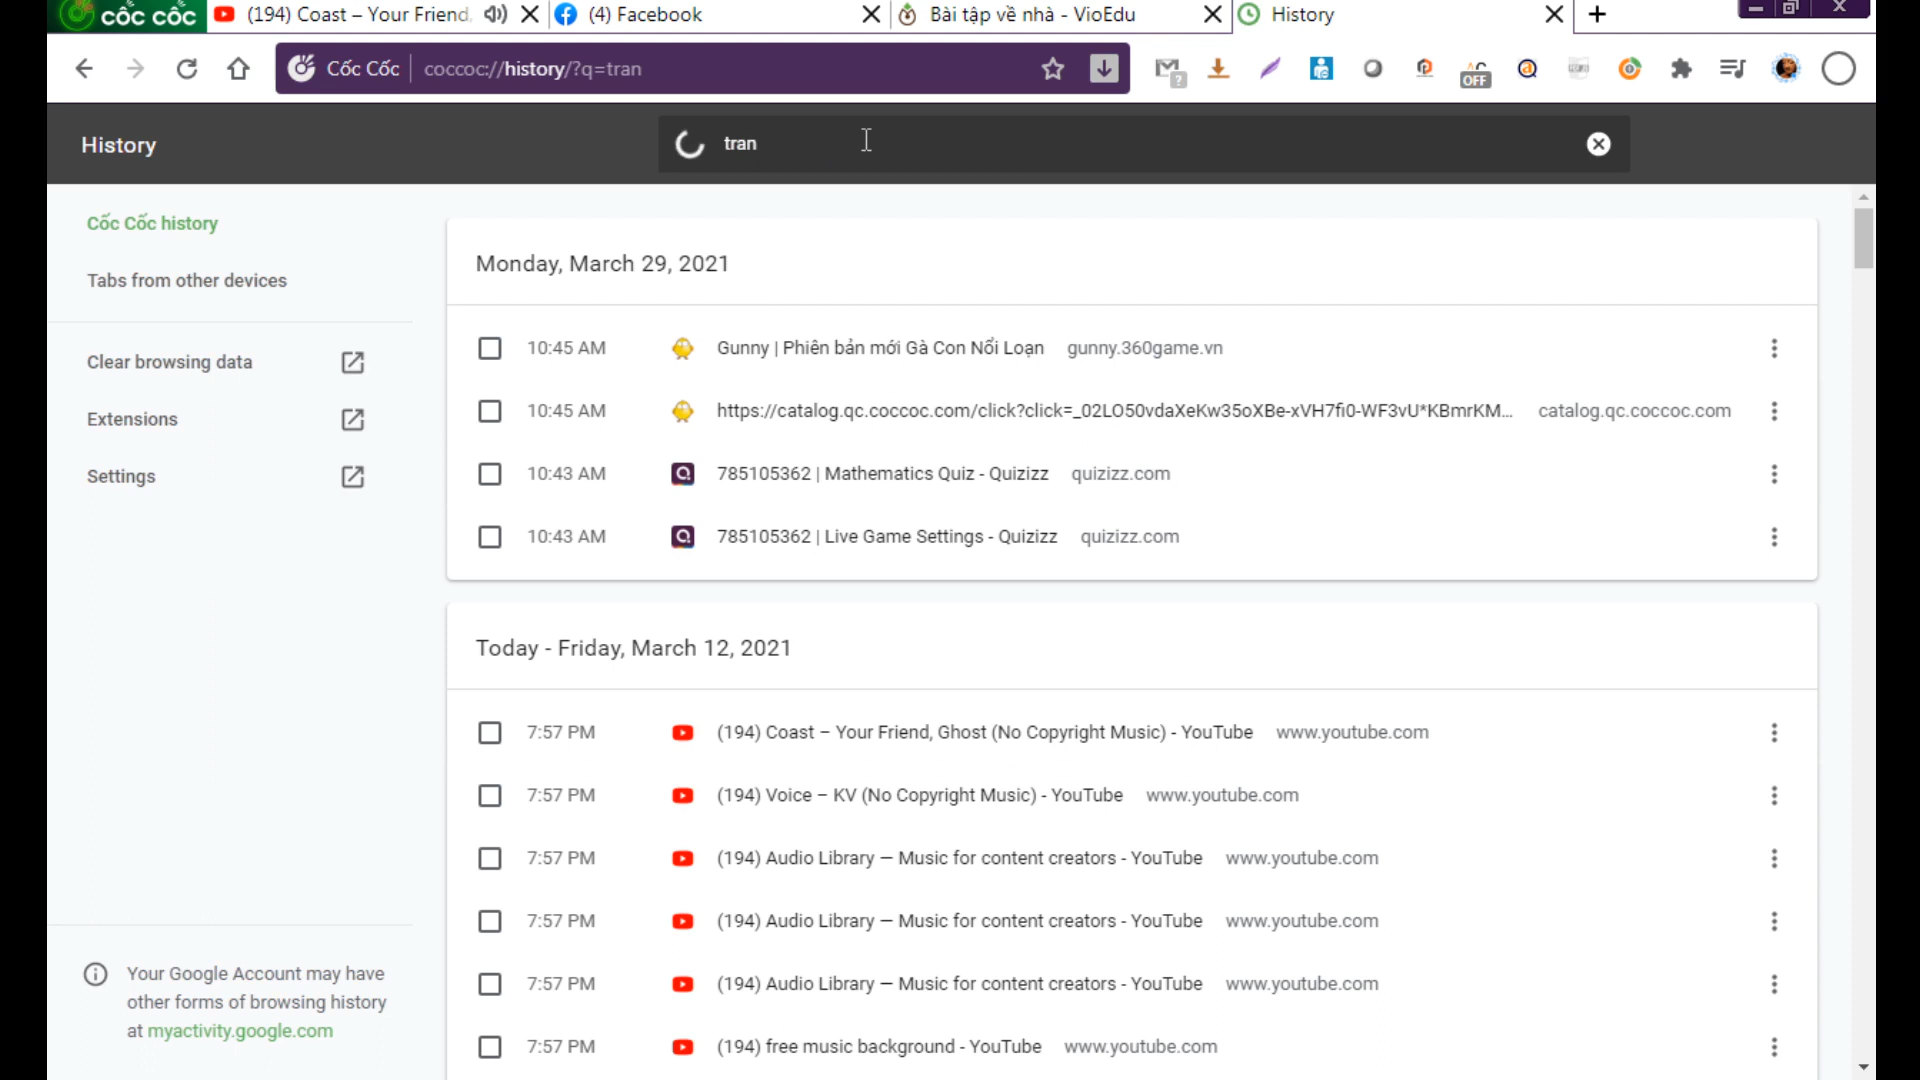 cốc cốc (194) Coast – Your Friend, (4) Facebook Bài tập về nhà - VioEdu History
Cốc Cốc coccoc://history/?q=tran OFF
History tran
Cốc Cốc history
Tabs from other devices
Clear browsing data
Extensions
Settings
Your Google Account may have
other forms of browsing history
at myactivity.google.com
Monday, March 29, 2021
10:45 AM Gunny | Phiên bản mới Gà Con Nổi Loạn gunny.360game.vn
10:45 AM https://catalog.qc.coccoc.com/click?click=_02LO50vdaXeKw35oXBe-xVH7fi0-WF3vU*KBmrKM... catalog.qc.coccoc.com
10:43 AM 785105362 | Mathematics Quiz - Quizizz quizizz.com
10:43 AM 785105362 | Live Game Settings - Quizizz quizizz.com
Today - Friday, March 12, 2021
7:57 PM (194) Coast – Your Friend, Ghost (No Copyright Music) - YouTube www.youtube.com
7:57 PM (194) Voice – KV (No Copyright Music) - YouTube www.youtube.com
7:57 PM (194) Audio Library — Music for content creators - YouTube www.youtube.com
7:57 PM (194) Audio Library — Music for content creators - YouTube www.youtube.com
7:57 PM (194) Audio Library — Music for content creators - YouTube www.youtube.com
7:57 PM (194) free music background - YouTube www.youtube.com